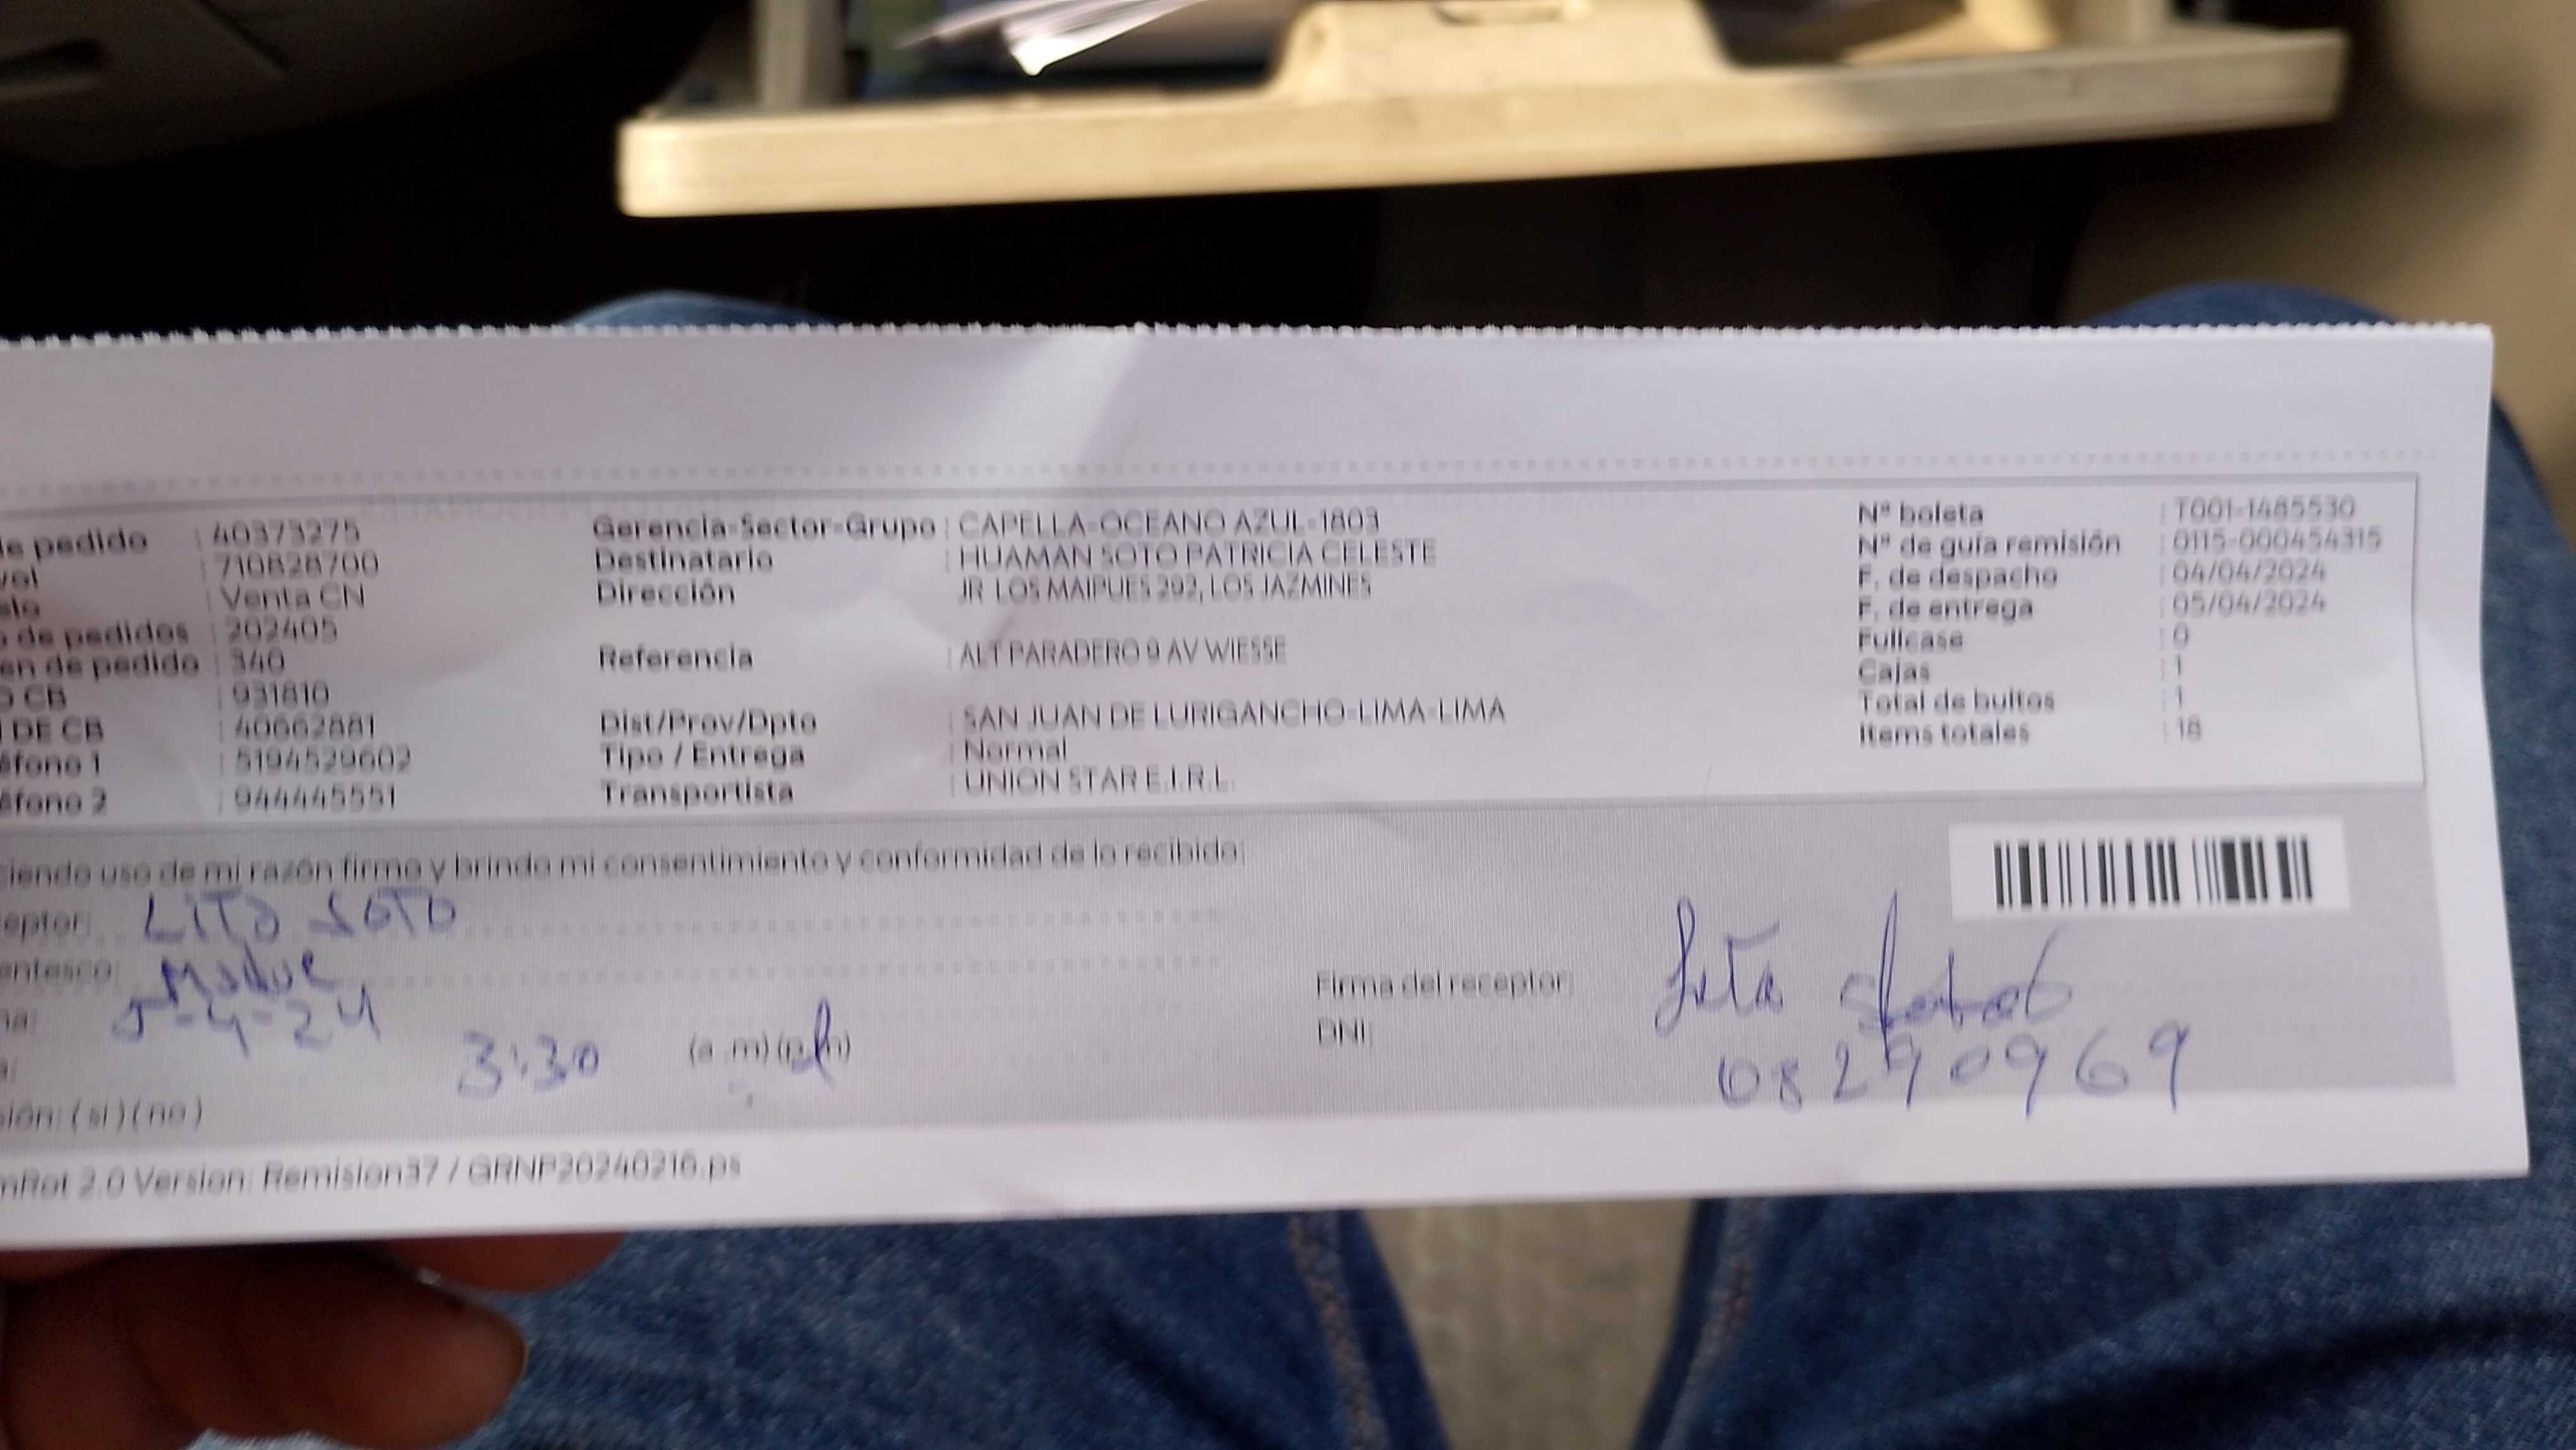 de pedido : 40373275 Gerencia-Sector-Grupo : CAPELLA-OCEANO AZUL-1803 Nº boleta : T001-1485530
: 710828700 Destinatario : HUAMAN SOTO PATRICIA CELESTE Nº de guía remisión : 0115-000454315
: Venta CN Dirección JR LOS MAIPUES 292, LOS JAZMINES F. de despacho : 04/04/2024
de pedidos : 202405 F. de entrega : 05/04/2024
en de pedido : 340 Referencia : ALT PARADERO 9 AV WIESSE Fullcase : 0
O CB : 931810 Cajas : 1
DE CB : 40662881 Dist/Prov/Dpto : SAN JUAN DE LURIGANCHO-LIMA-LIMA Total de bultos : 1
éfono 1 : 5194529602 Tipo / Entrega : Normal Items totales : 18
éfono 2 : 944445551 Transportista : UNION STAR E.I.R.L.
ciendo uso de mi razón firmo y brindo mi consentimiento y conformidad de lo recibido:
eptor: LITA SOTO
entesco: Madre
ha: 5-4-24
a: 3:30 (a .m) (p.m)
Firma del receptor: Lita
DNI: 08290969
sión: ( si ) ( no )
mRot 2.0 Version: Remision37 / GRNP20240216.ps